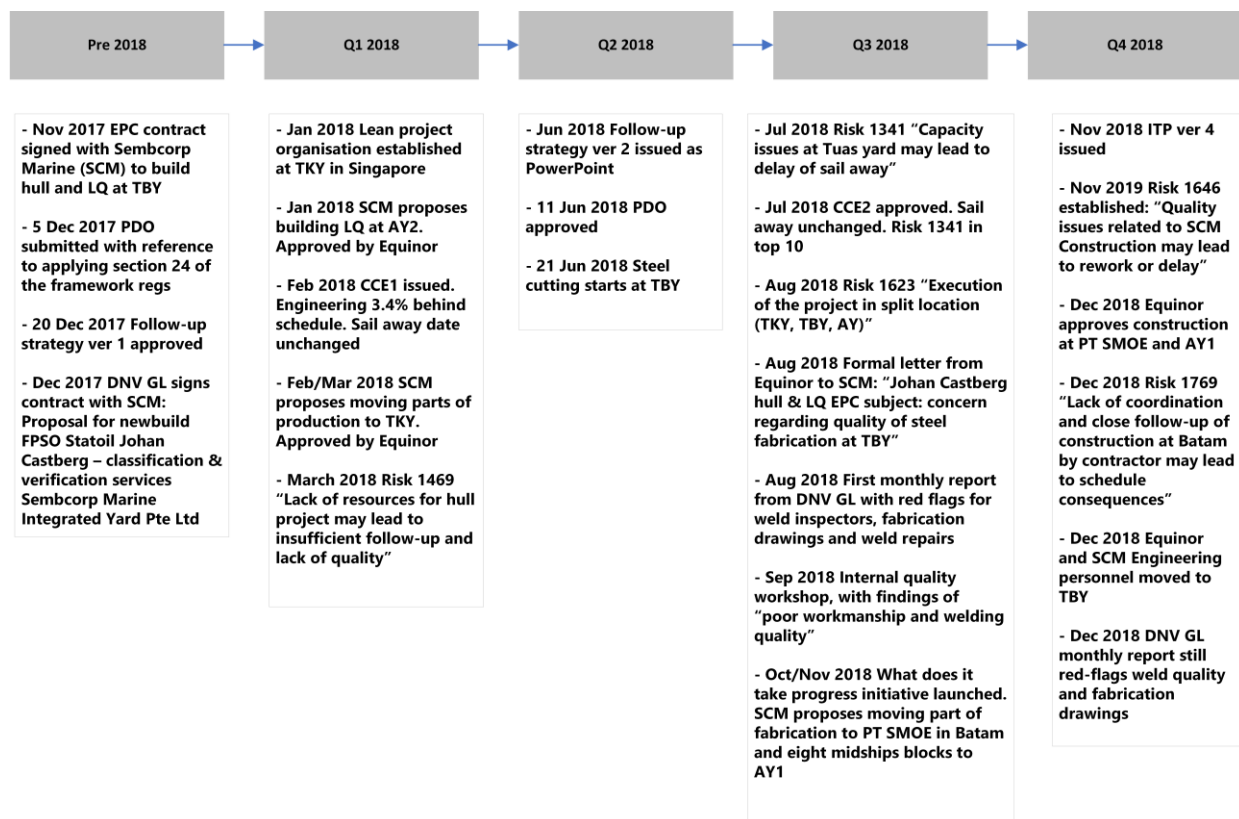 Pre 2018
Q1 2018
Q2 2018
Q3 2018
Q4 2018
- Nov 2017 EPC contract
signed with Sembcorp
Marine (SCM) to build
hull and LQ at TBY
- 5 Dec 2017 PDO
submitted with reference
to applying section 24 of
the framework regs
- 20 Dec 2017 Follow-up
strategy ver 1 approved
- Dec 2017 DNV GL signs
contract with SCM:
Proposal for newbuild
FPSO Statoil Johan
Castberg – classification &
verification services
Sembcorp Marine
Integrated Yard Pte Ltd
- Jan 2018 Lean project
organisation established
at TKY in Singapore
- Jan 2018 SCM proposes
building LQ at AY2.
Approved by Equinor
- Feb 2018 CCE1 issued.
Engineering 3.4% behind
schedule. Sail away date
unchanged
- Feb/Mar 2018 SCM
proposes moving parts of
production to TKY.
Approved by Equinor
- March 2018 Risk 1469
“Lack of resources for hull
project may lead to
insufficient follow-up and
lack of quality”
- Jun 2018 Follow-up
strategy ver 2 issued as
PowerPoint
- 11 Jun 2018 PDO
approved
- 21 Jun 2018 Steel
cutting starts at TBY
- Jul 2018 Risk 1341 “Capacity
issues at Tuas yard may lead to
delay of sail away”
- Jul 2018 CCE2 approved. Sail
away unchanged. Risk 1341 in
top 10
- Aug 2018 Risk 1623 “Execution
of the project in split location
(TKY, TBY, AY)”
- Aug 2018 Formal letter from
Equinor to SCM: “Johan Castberg
hull & LQ EPC subject: concern
regarding quality of steel
fabrication at TBY”
- Aug 2018 First monthly report
from DNV GL with red flags for
weld inspectors, fabrication
drawings and weld repairs
- Sep 2018 Internal quality
workshop, with findings of
“poor workmanship and welding
quality”
- Oct/Nov 2018 What does it
take progress initiative launched.
SCM proposes moving part of
fabrication to PT SMOE in Batam
and eight midships blocks to
AY1
- Nov 2018 ITP ver 4
issued
- Nov 2019 Risk 1646
established: “Quality
issues related to SCM
Construction may lead
to rework or delay”
- Dec 2018 Equinor
approves construction
at PT SMOE and AY1
- Dec 2018 Risk 1769
“Lack of coordination
and close follow-up of
construction at Batam
by contractor may lead
to schedule
consequences”
- Dec 2018 Equinor
and SCM Engineering
personnel moved to
TBY
- Dec 2018 DNV GL
monthly report still
red-flags weld quality
and fabrication
drawings